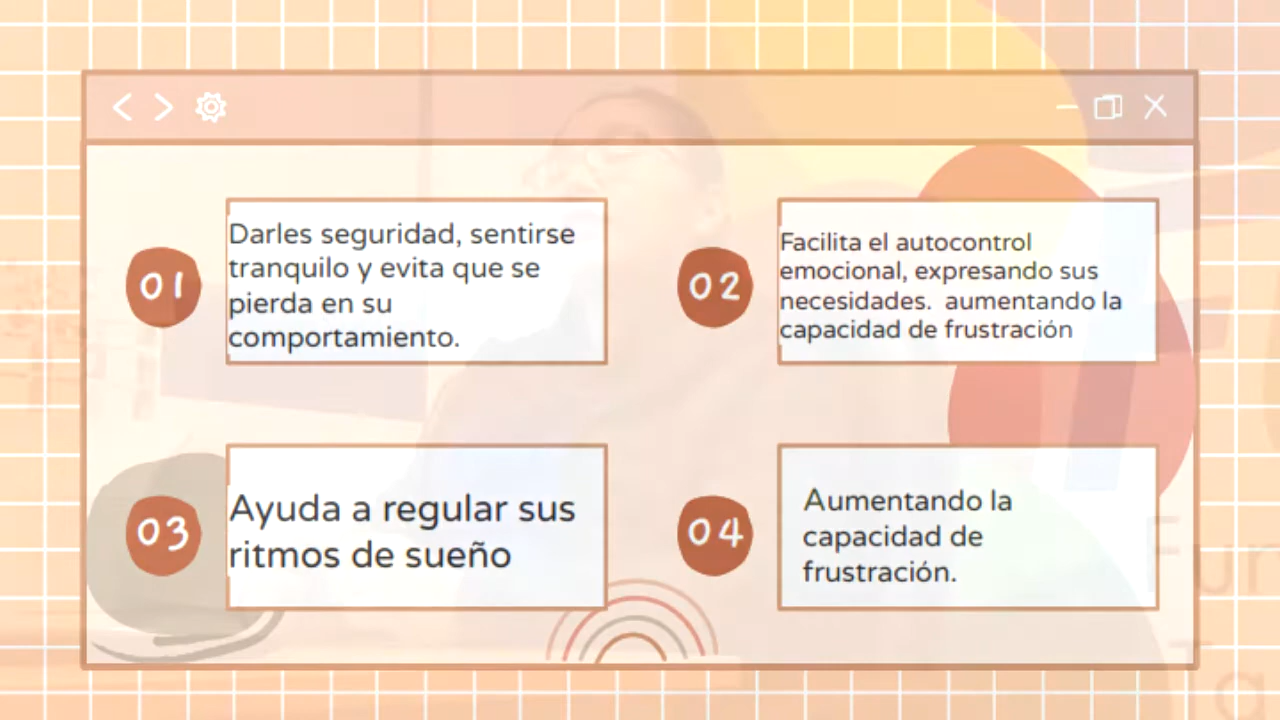 01
Darles seguridad, sentirse
tranquilo y evita que se
pierda en su
comportamiento.
02
Facilita el autocontrol
emocional, expresando sus
necesidades.  aumentando la
capacidad de frustración
03
Ayuda a regular sus
ritmos de sueño
04
Aumentando la
capacidad de
frustración.